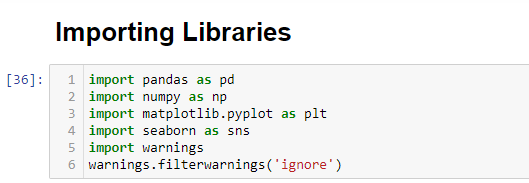 Importing Libraries
[36]:
1 import pandas as pd
2 import numpy as np
3 import matplotlib.pyplot as plt
4 import seaborn as sns
5 import warnings
6 warnings.filterwarnings('ignore')